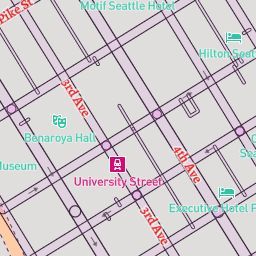 Motif Seattle Hotel
Pike St
Hilton Sea
3rd Ave
Benaroya Hall
Museum
4th Ave
University Street
Executive Hotel P
3rd Ave